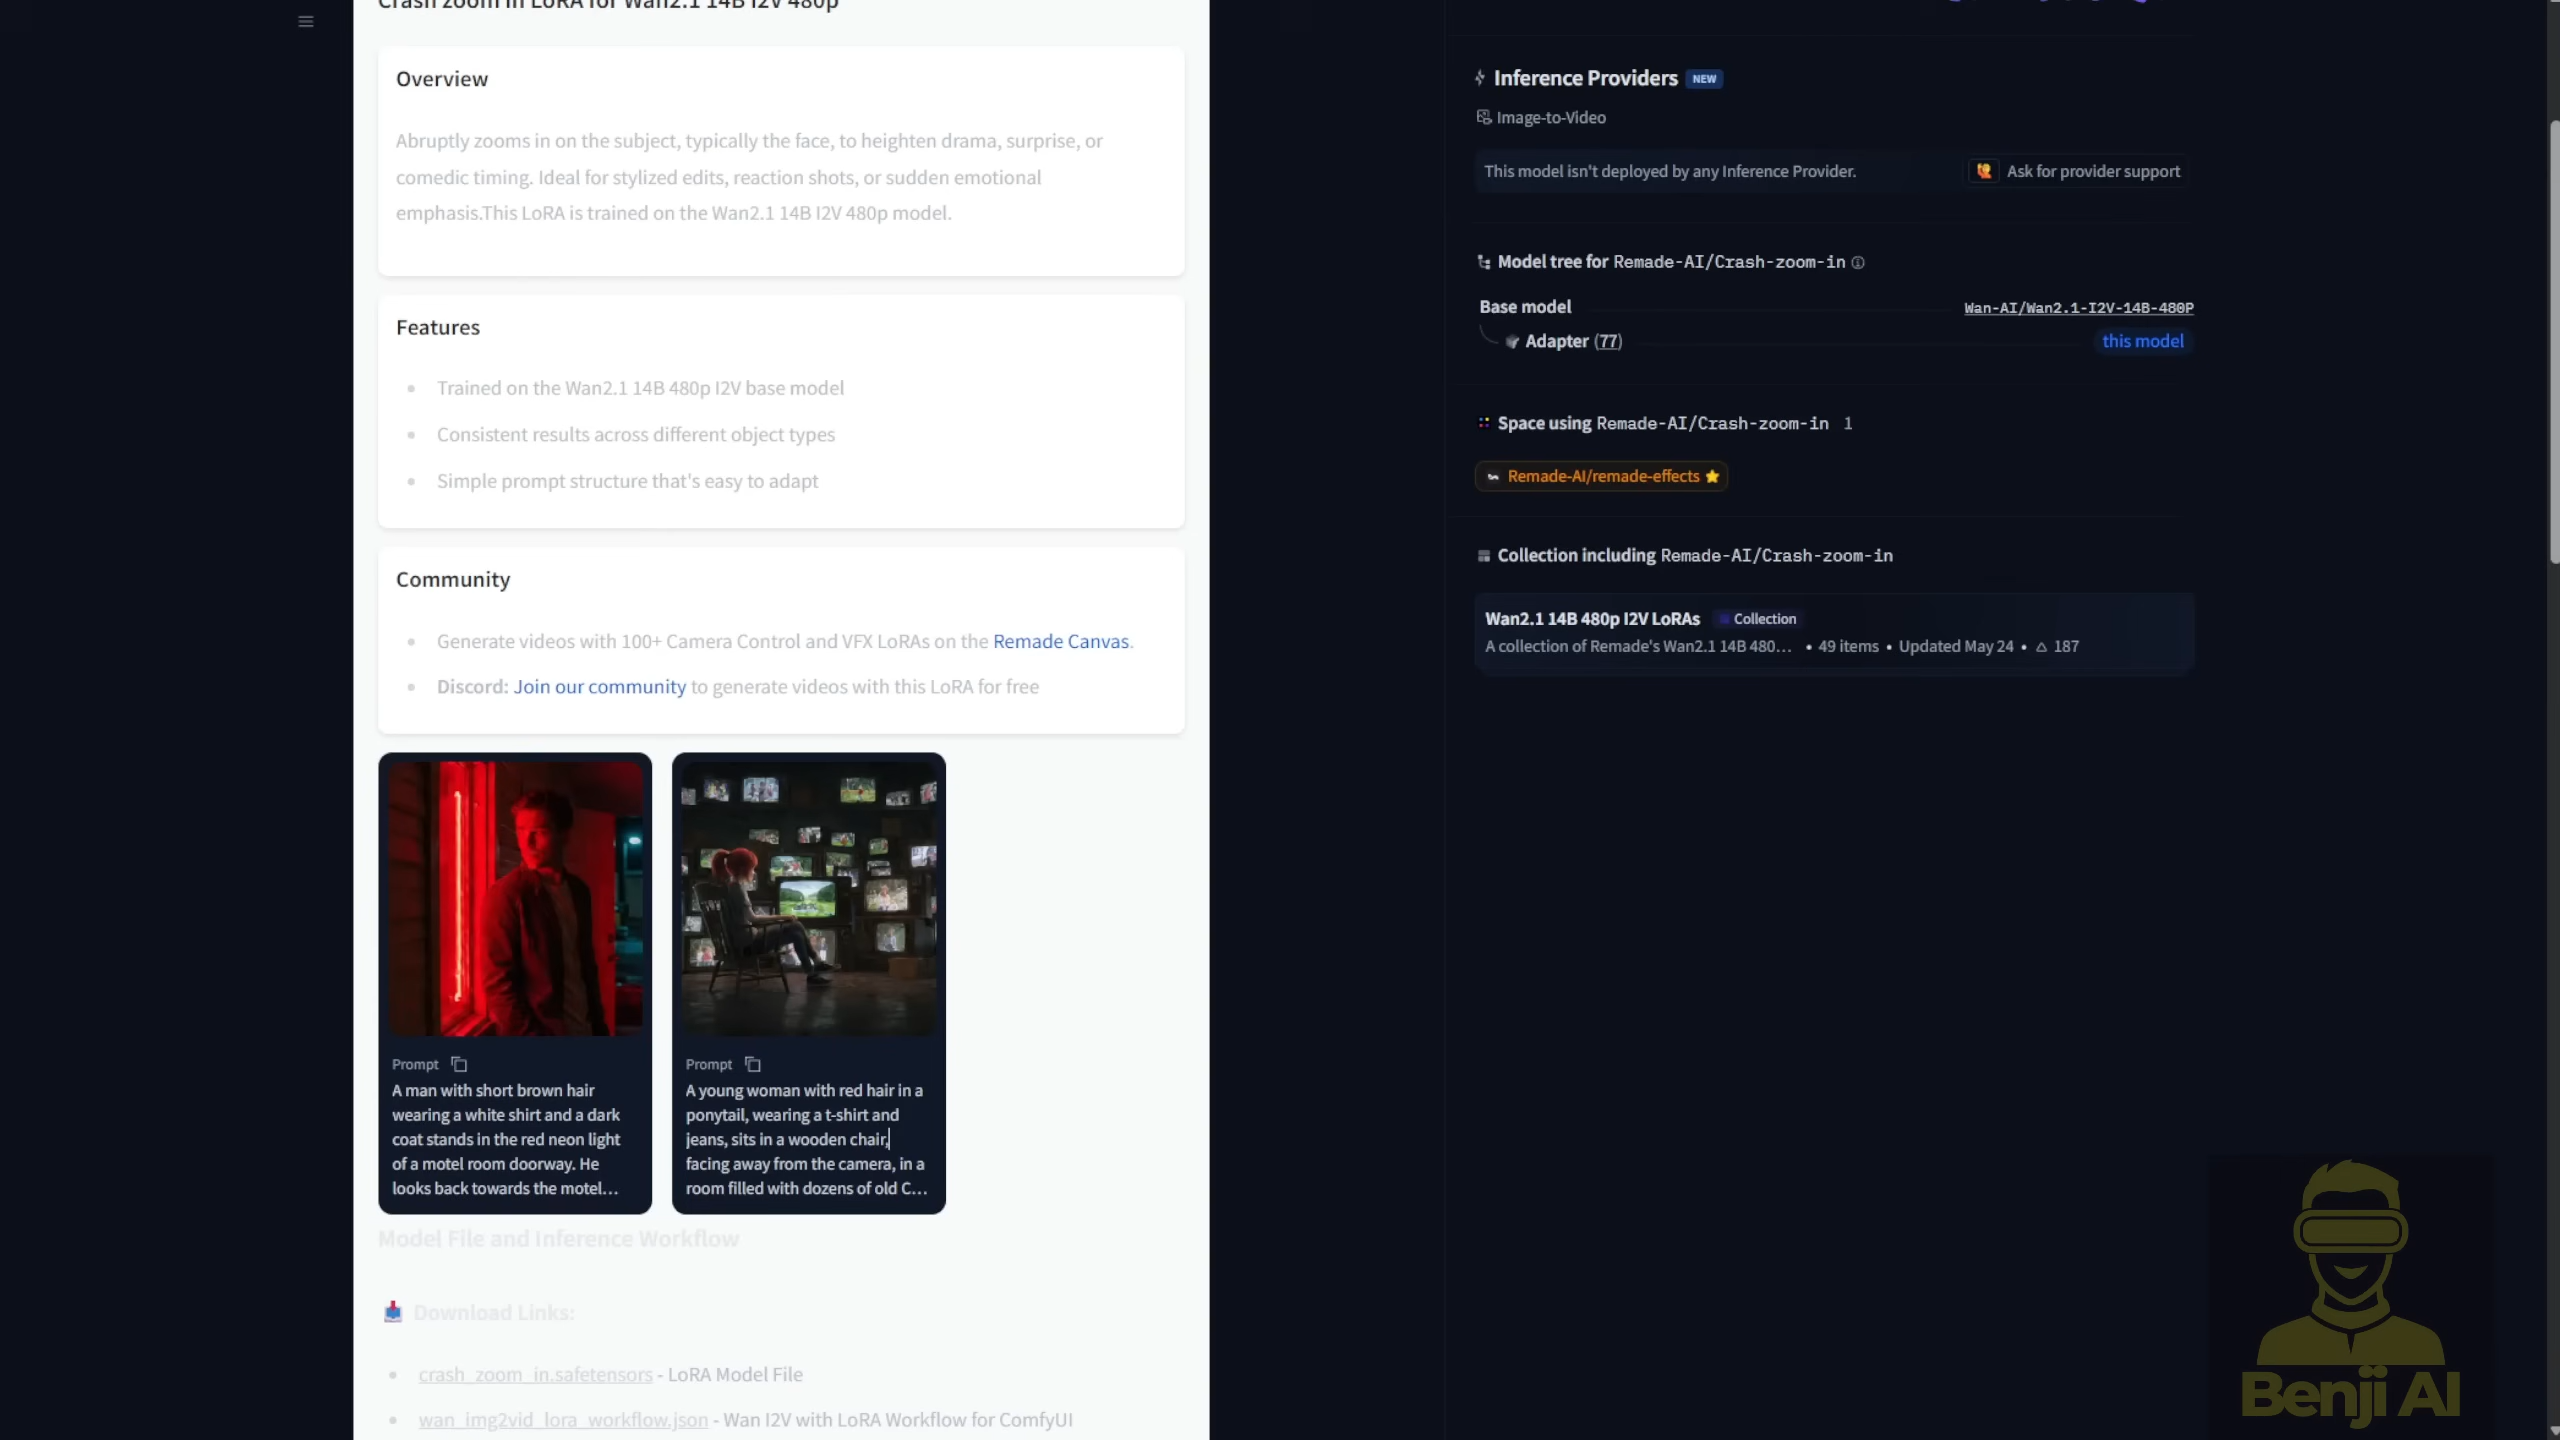 Crash zoom in LoRA for Wan2.1 14B I2V 480p
Overview
Abruptly zooms in on the subject, typically the face, to heighten drama, surprise, or
comedic timing. Ideal for stylized edits, reaction shots, or sudden emotional
emphasis.This LoRA is trained on the Wan2.1 14B I2V 480p model.
Features
Trained on the Wan2.1 14B 480p I2V base model
Consistent results across different object types
Simple prompt structure that's easy to adapt
Community
Generate videos with 100+ Camera Control and VFX LoRAs on the Remade Canvas.
Discord: Join our community to generate videos with this LoRA for free
Prompt
A man with short brown hair
wearing a white shirt and a dark
coat stands in the red neon light
of a motel room doorway. He
looks back towards the motel...
Prompt
A young woman with red hair in a
ponytail, wearing a t-shirt and
jeans, sits in a wooden chair,
facing away from the camera, in a
room filled with dozens of old C...
Model File and Inference Workflow
Download Links:
crash_zoom_in.safetensors - LoRA Model File
wan_img2vid_lora_workflow.json - Wan I2V with LoRA Workflow for ComfyUI
Inference Providers NEW
Image-to-Video
This model isn't deployed by any Inference Provider.
Ask for provider support
Model tree for Remade-AI/Crash-zoom-in
Base model
Wan-AI/Wan2.1-I2V-14B-480P
Adapter (77)
this model
Space using Remade-AI/Crash-zoom-in 1
Remade-AI/remade-effects
Collection including Remade-AI/Crash-zoom-in
Wan2.1 14B 480p I2V LoRAs Collection
A collection of Remade's Wan2.1 14B 480... • 49 items • Updated May 24 • 187
Benji AI